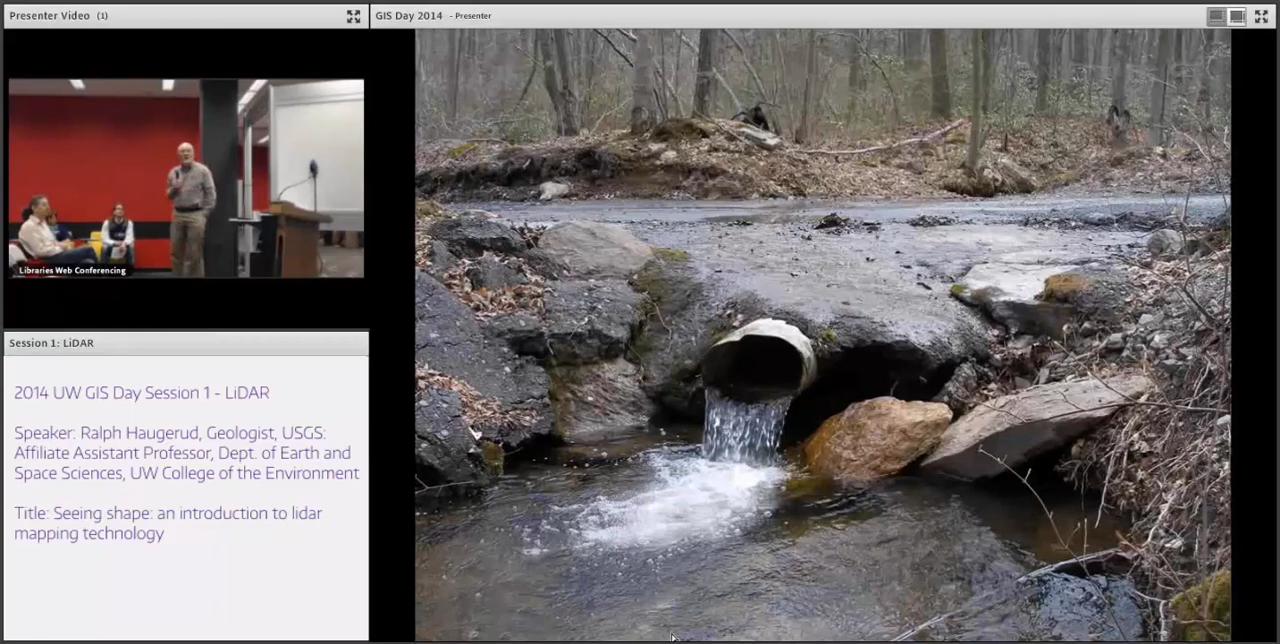 Presenter Video (1)
GIS Day 2014 - Presenter
Libraries Web Conferencing
Session 1: LiDAR
2014 UW GIS Day Session 1 - LiDAR
Speaker: Ralph Haugerud, Geologist, USGS:
Affiliate Assistant Professor, Dept. of Earth and
Space Sciences, UW College of the Environment
Title: Seeing shape: an introduction to lidar
mapping technology